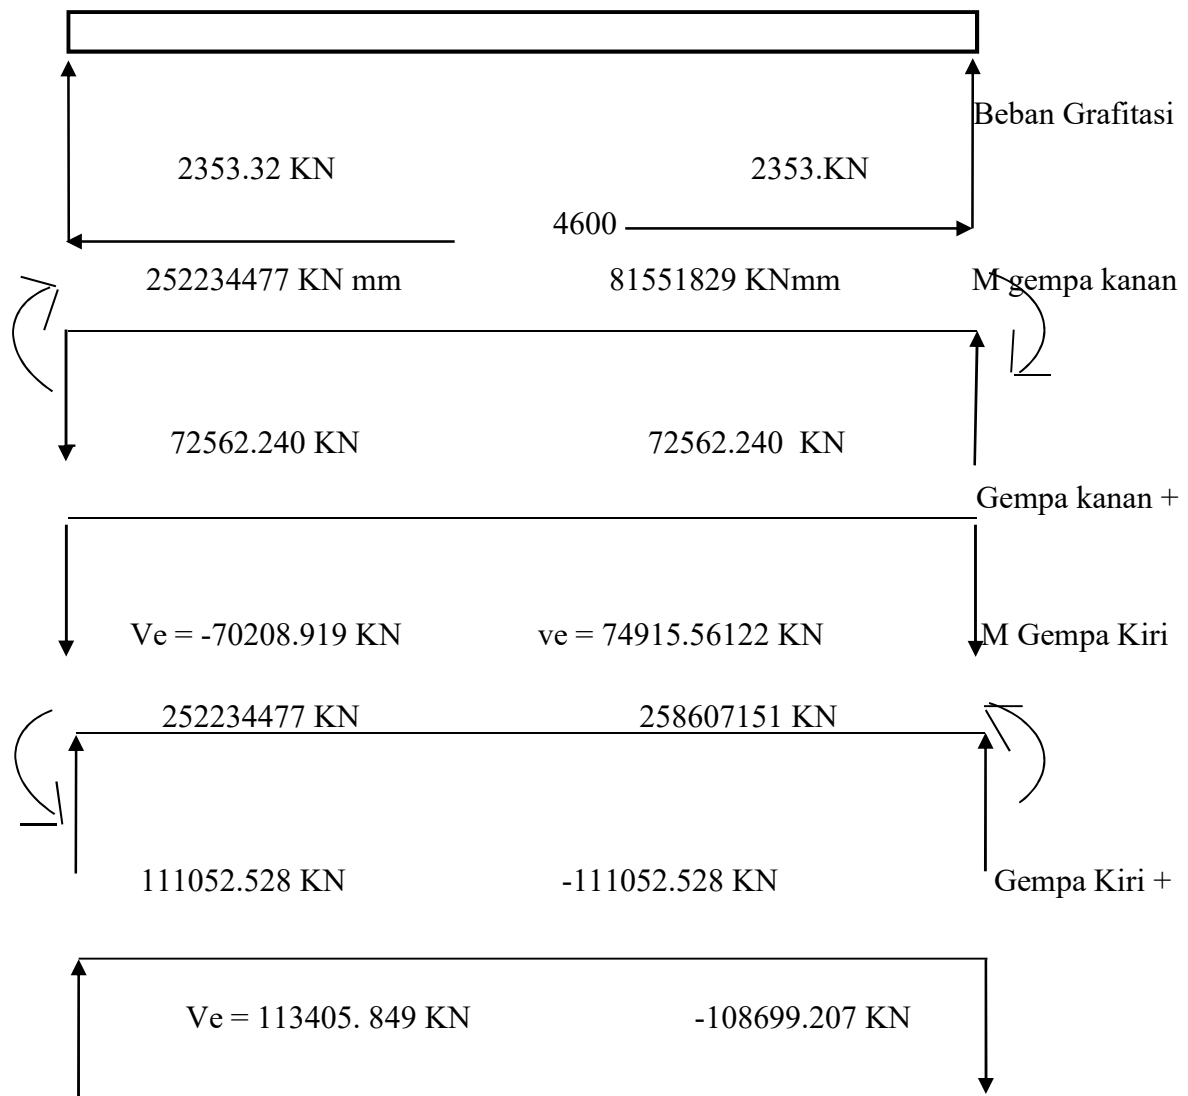 Beban Grafitasi
2353.32 KN 2353.KN
4600
252234477 KN mm 81551829 KNmm M gempa kanan
72562.240 KN 72562.240 KN
Gempa kanan +
Ve = -70208.919 KN ve = 74915.56122 KN M Gempa Kiri
252234477 KN 258607151 KN
111052.528 KN -111052.528 KN Gempa Kiri +
Ve = 113405. 849 KN -108699.207 KN